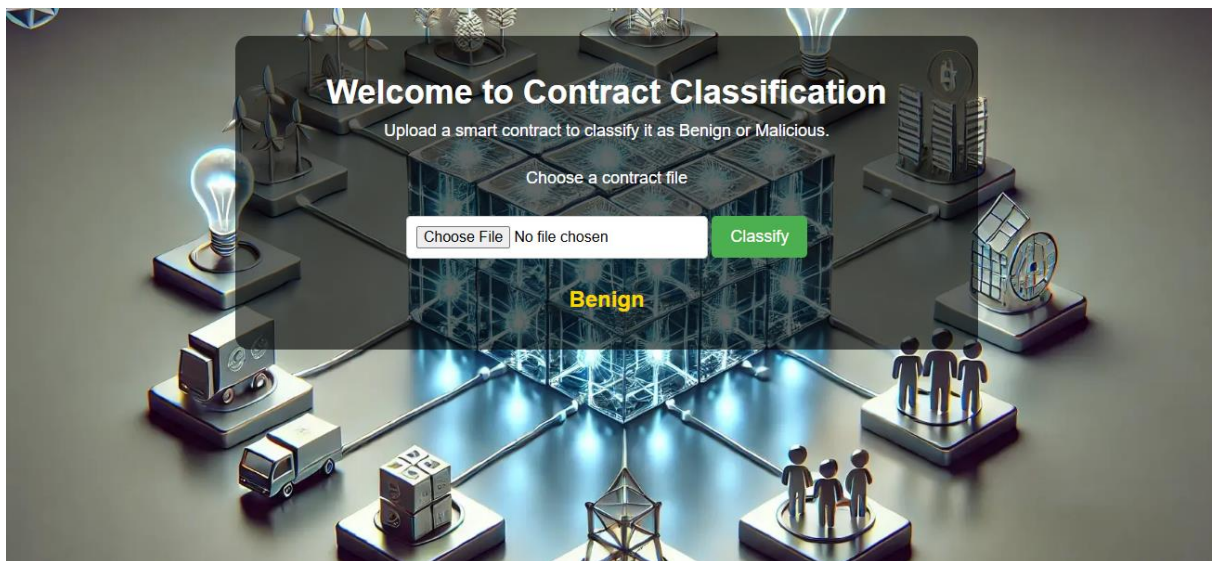 Welcome to Contract Classification
Upload a smart contract to classify it as Benign or Malicious.
Choose a contract file
Choose File No file chosen Classify
Benign